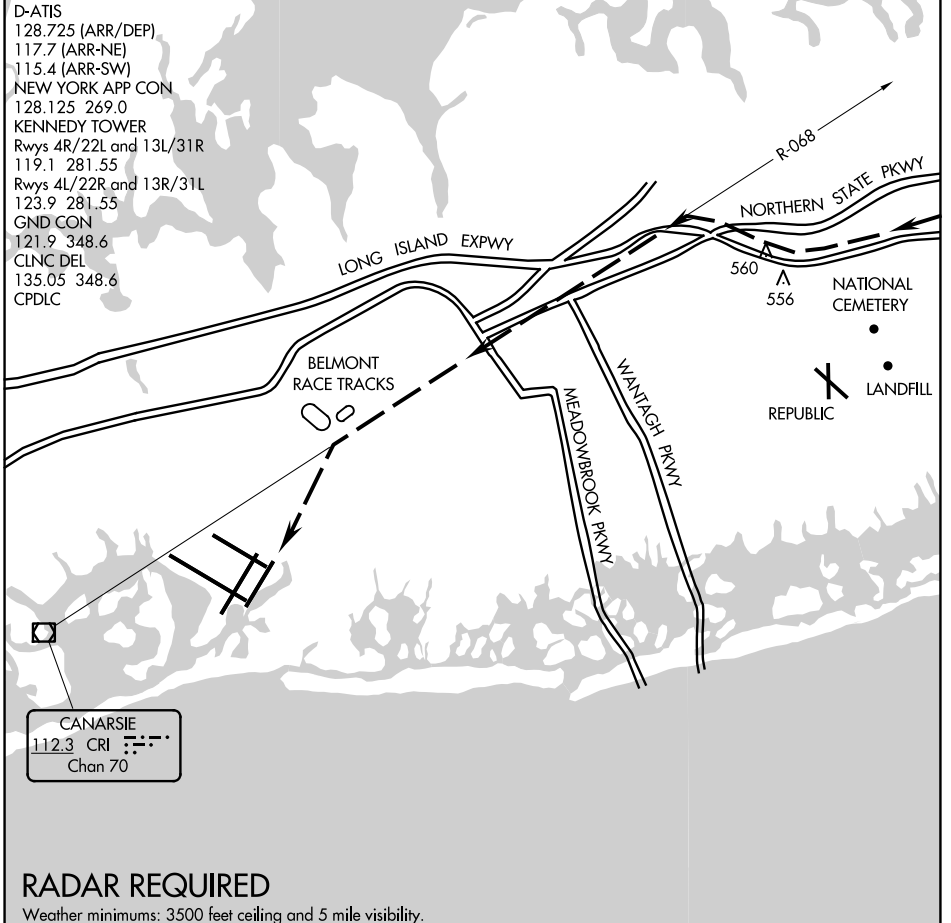 D-ATIS
128.725 (ARR/DEP)
117.7 (ARR-NE)
115.4 (ARR-SW)
NEW YORK APP CON
128.125 269.0
KENNEDY TOWER
Rwys 4R/22L and 13L/31R
119.1 281.55
Rwys 4L/22R and 13R/31L
123.9 281.55
GND CON
121.9 348.6
CLNC DEL
135.05 348.6
CPDLC
R-068
NORTHERN STATE PKWY
LONG ISLAND EXPWY
560
556
NATIONAL
CEMETERY
LANDFILL
REPUBLIC
BELMONT
RACE TRACKS
WANTAGH PKWY
MEADOWBROOK PKWY
CANARSIE
112.3 CRI
Chan 70
RADAR REQUIRED
Weather minimums: 3500 feet ceiling and 5 mile visibility.